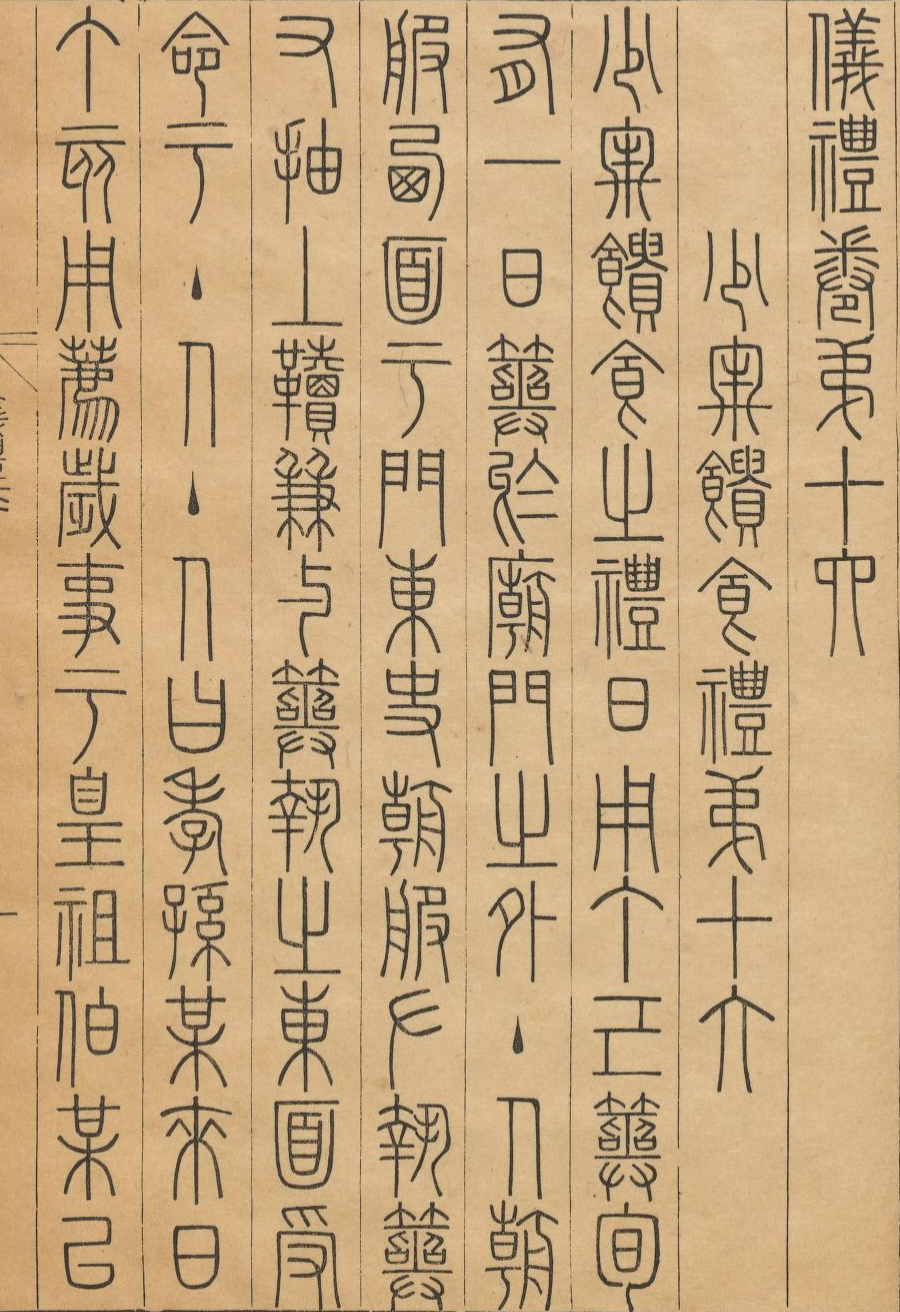 儀禮卷弟十四
少牢饋食禮弟十六
少牢饋食之禮日用丁己筮旬
有一日筮於廟門之外主人朝
服西面于門東史朝服左執筮
右抽上韇兼與筮執之東面受
命于主人主人曰孝孫某來日
丁亥用薦歲事于皇祖伯某以